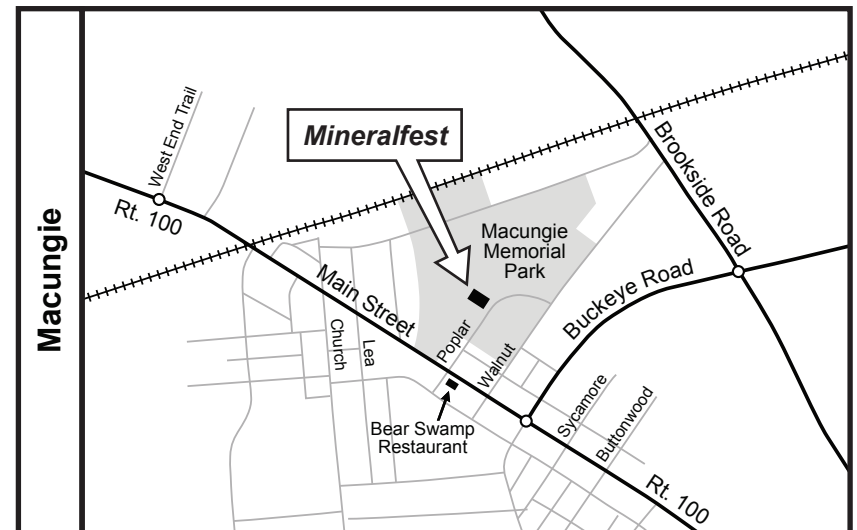 Macungie
West End Trail
Rt. 100
Mineralfest
Main Street
Church
Lea
Macungie
Memorial
Park
Poplar
Walnut
Bear Swamp
Restaurant
Brookside Road
Buckeye Road
Sycamore
Buttonwood
Rt. 100